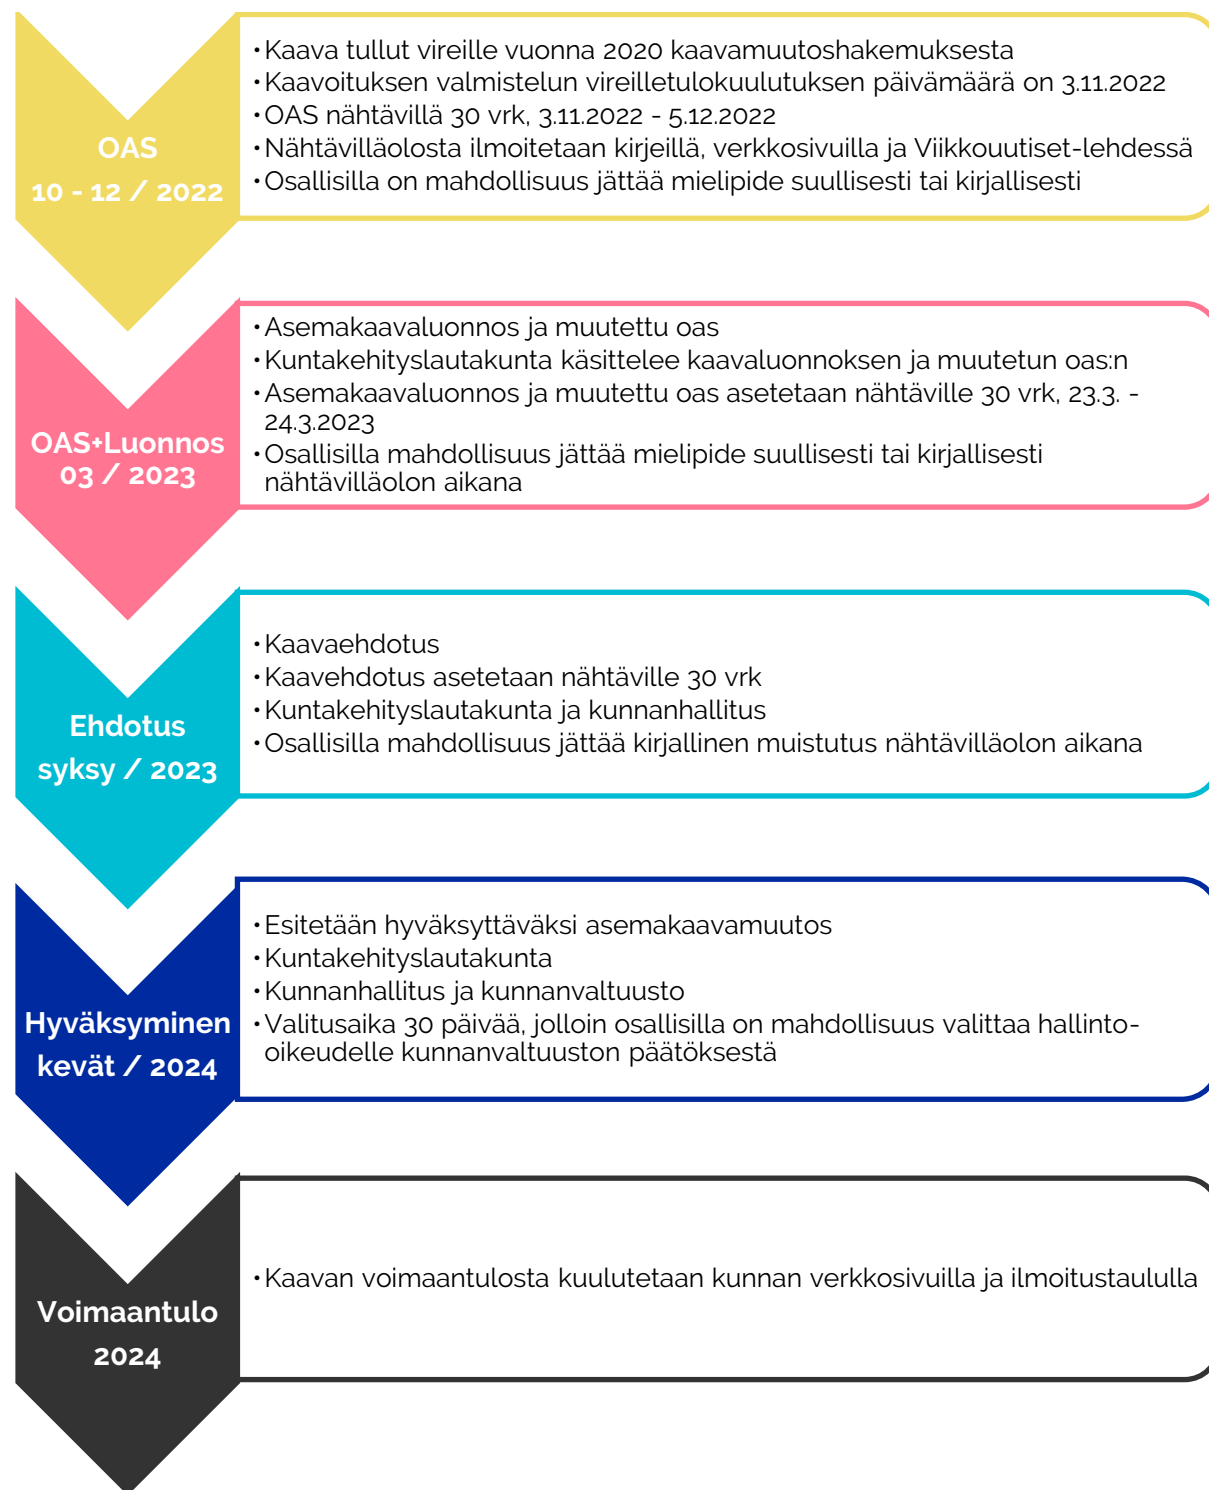 OAS
10 - 12 / 2022
• Kaava tullut vireille vuonna 2020 kaavamuutoshakemuksesta
• Kaavoituksen valmistelun vireilletulokuulutuksen päivämäärä on 3.11.2022
• OAS nähtävillä 30 vrk, 3.11.2022 - 5.12.2022
• Nähtävilläolosta ilmoitetaan kirjeillä, verkkosivuilla ja Viikkouutiset-lehdessä
• Osallisilla on mahdollisuus jättää mielipide suullisesti tai kirjallisesti
OAS+Luonnos
03 / 2023
• Asemakaavaluonnos ja muutettu oas
• Kuntakehityslautakunta käsittelee kaavaluonnoksen ja muutetun oas:n
• Asemakaavaluonnos ja muutettu oas asetetaan nähtäville 30 vrk, 23.3. -
24.3.2023
• Osallisilla mahdollisuus jättää mielipide suullisesti tai kirjallisesti
nähtävilläolon aikana
Ehdotus
syksy / 2023
• Kaavaehdotus
• Kaavehdotus asetetaan nähtäville 30 vrk
• Kuntakehityslautakunta ja kunnanhallitus
• Osallisilla mahdollisuus jättää kirjallinen muistutus nähtävilläolon aikana
Hyväksyminen
kevät / 2024
• Esitetään hyväksyttäväksi asemakaavamuutos
• Kuntakehityslautakunta
• Kunnanhallitus ja kunnanvaltuusto
• Valitusaika 30 päivää, jolloin osallisilla on mahdollisuus valittaa hallinto-
oikeudelle kunnanvaltuuston päätöksestä
Voimaantulo
2024
• Kaavan voimaantulosta kuulutetaan kunnan verkkosivuilla ja ilmoitustaululla